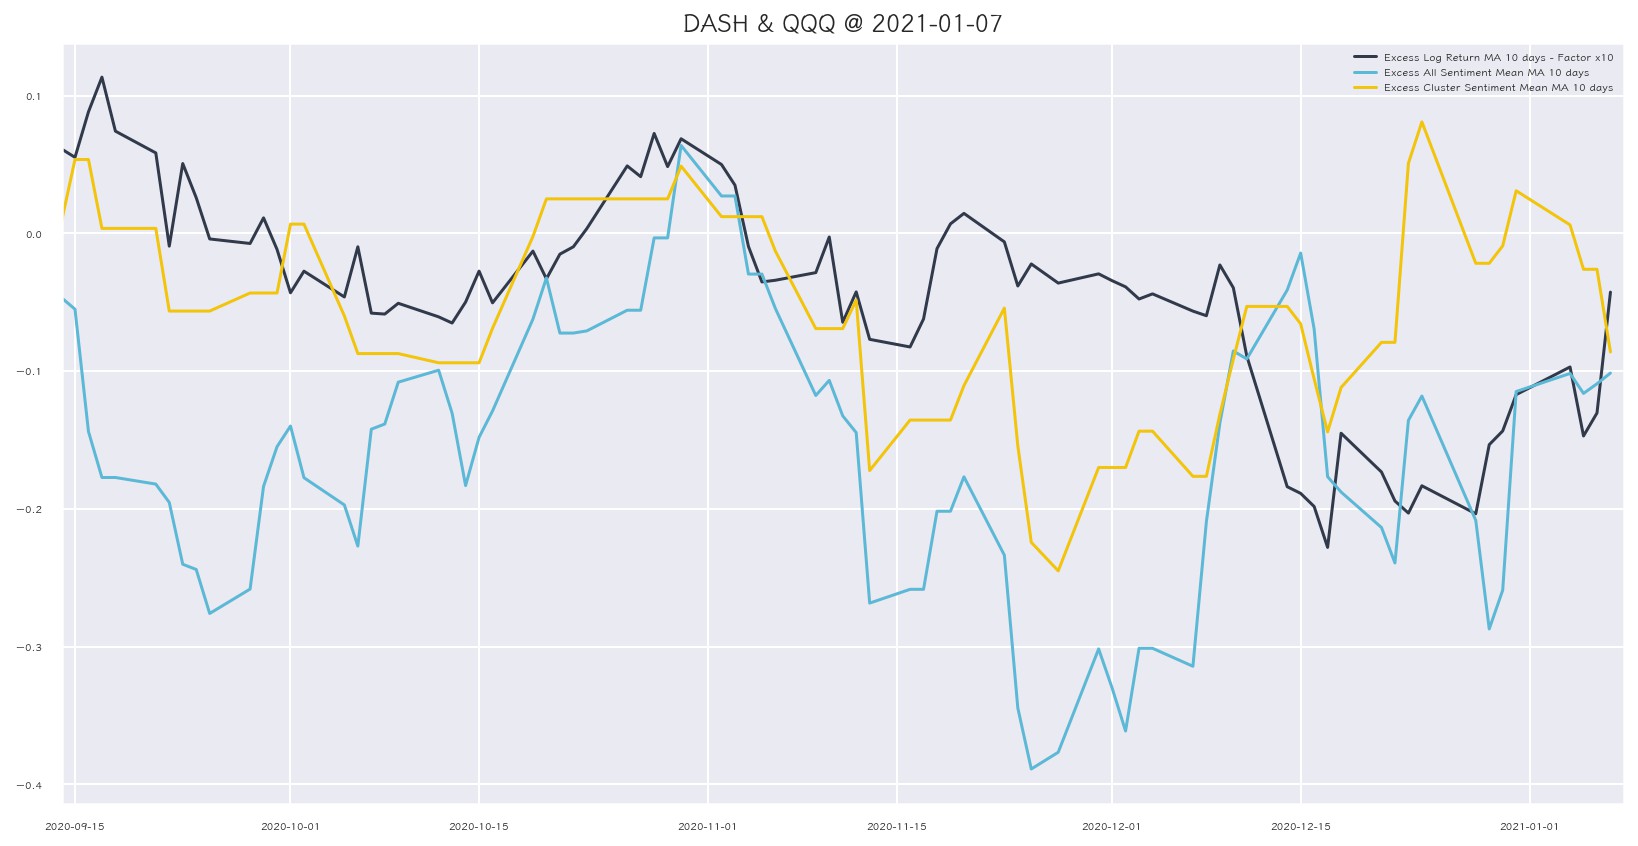 DASH & QQQ @ 2021-01-07
Excess Log Return MA 10 days - Factor x10
Excess All Sentiment Mean MA 10 days
Excess Cluster Sentiment Mean MA 10 days
0.1
0.0
−0.1
−0.2
−0.3
−0.4
2020-09-15 2020-10-01 2020-10-15 2020-11-01 2020-11-15 2020-12-01 2020-12-15 2021-01-01